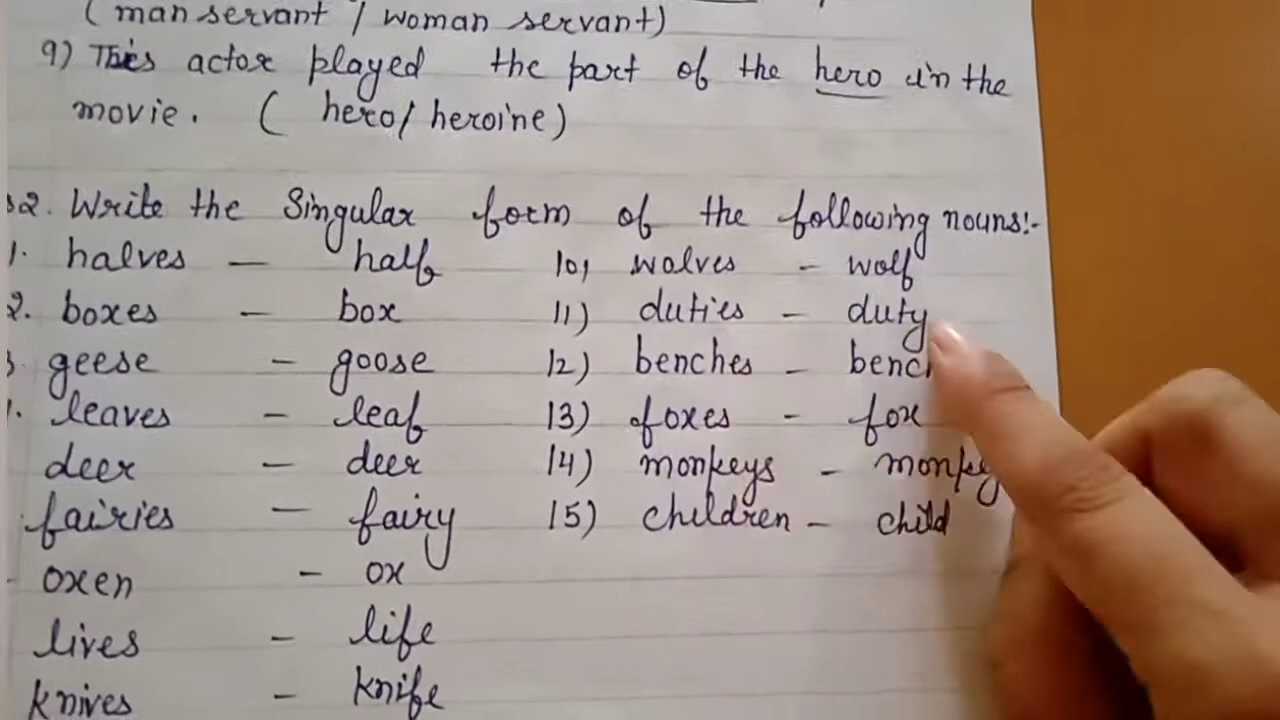 (man servant / woman servant)
9) This actor played the part of the hero in the
movie. ( hero/ heroine)
2. Write the Singular form of the following nouns:-
1. halves — half
2. boxes — box
3 geese — goose
leaves — leaf
deer — deer
fairies — fairy
oxen — ox
lives — life
knives — knife
10, wolves — wolf
11) duties — duty
12) benches — benc
13) foxes — fox
14) monkeys — monkey
15) children — child